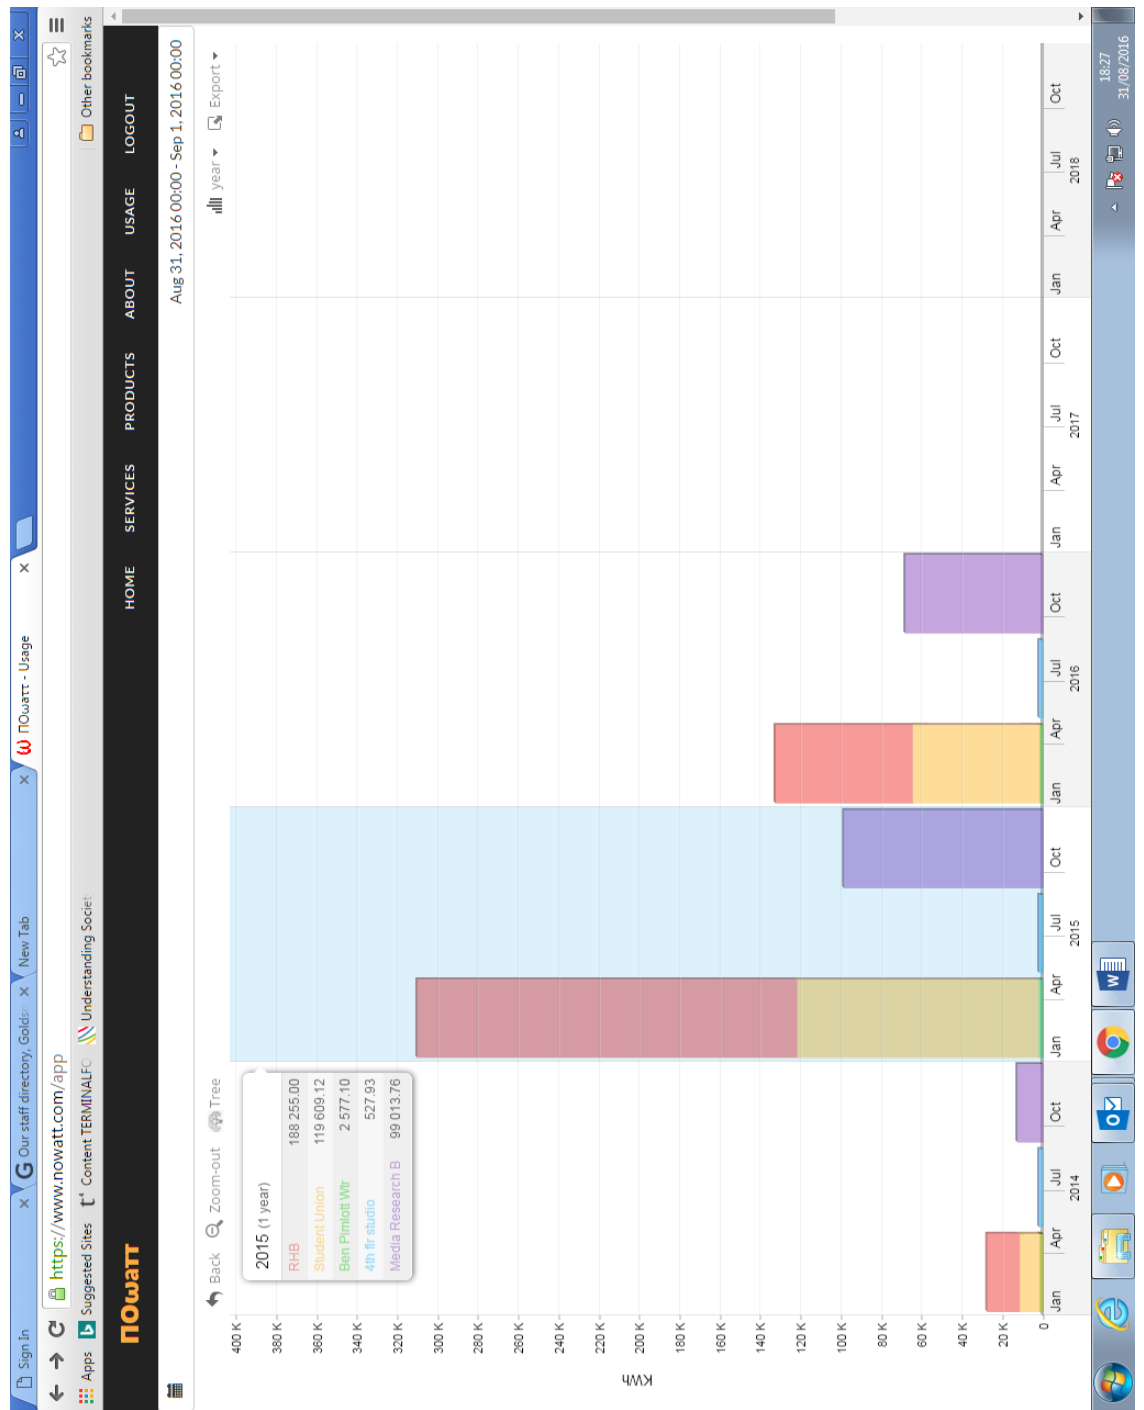 Sign In
Our staff directory, Golds
New Tab
ΠΟωαττ - Usage
https://www.nowatt.com/app
Apps
Suggested Sites
Content TERMINALFO
Understanding Societ
Other bookmarks
ΠΟωαττ
HOME SERVICES PRODUCTS ABOUT USAGE LOGOUT
Aug 31, 2016 00:00 - Sep 1, 2016 00:00
Back Zoom-out Tree
year Export
2015 (1 year)
RHB 188 255.00
Student Union 119 609.12
Ben Pimlott Wtr 2 577.10
4th flr studio 527.93
Media Research B 99 013.76
400 K
380 K
360 K
340 K
320 K
300 K
280 K
260 K
240 K
220 K
200 K
180 K
160 K
140 K
120 K
100 K
80 K
60 K
40 K
20 K
0
KWh
Jan Apr Jul Oct Jan Apr Jul Oct Jan Apr Jul Oct Jan Apr Jul Oct Jan Apr Jul Oct
2014 2015 2016 2017 2018
18:27
31/08/2016